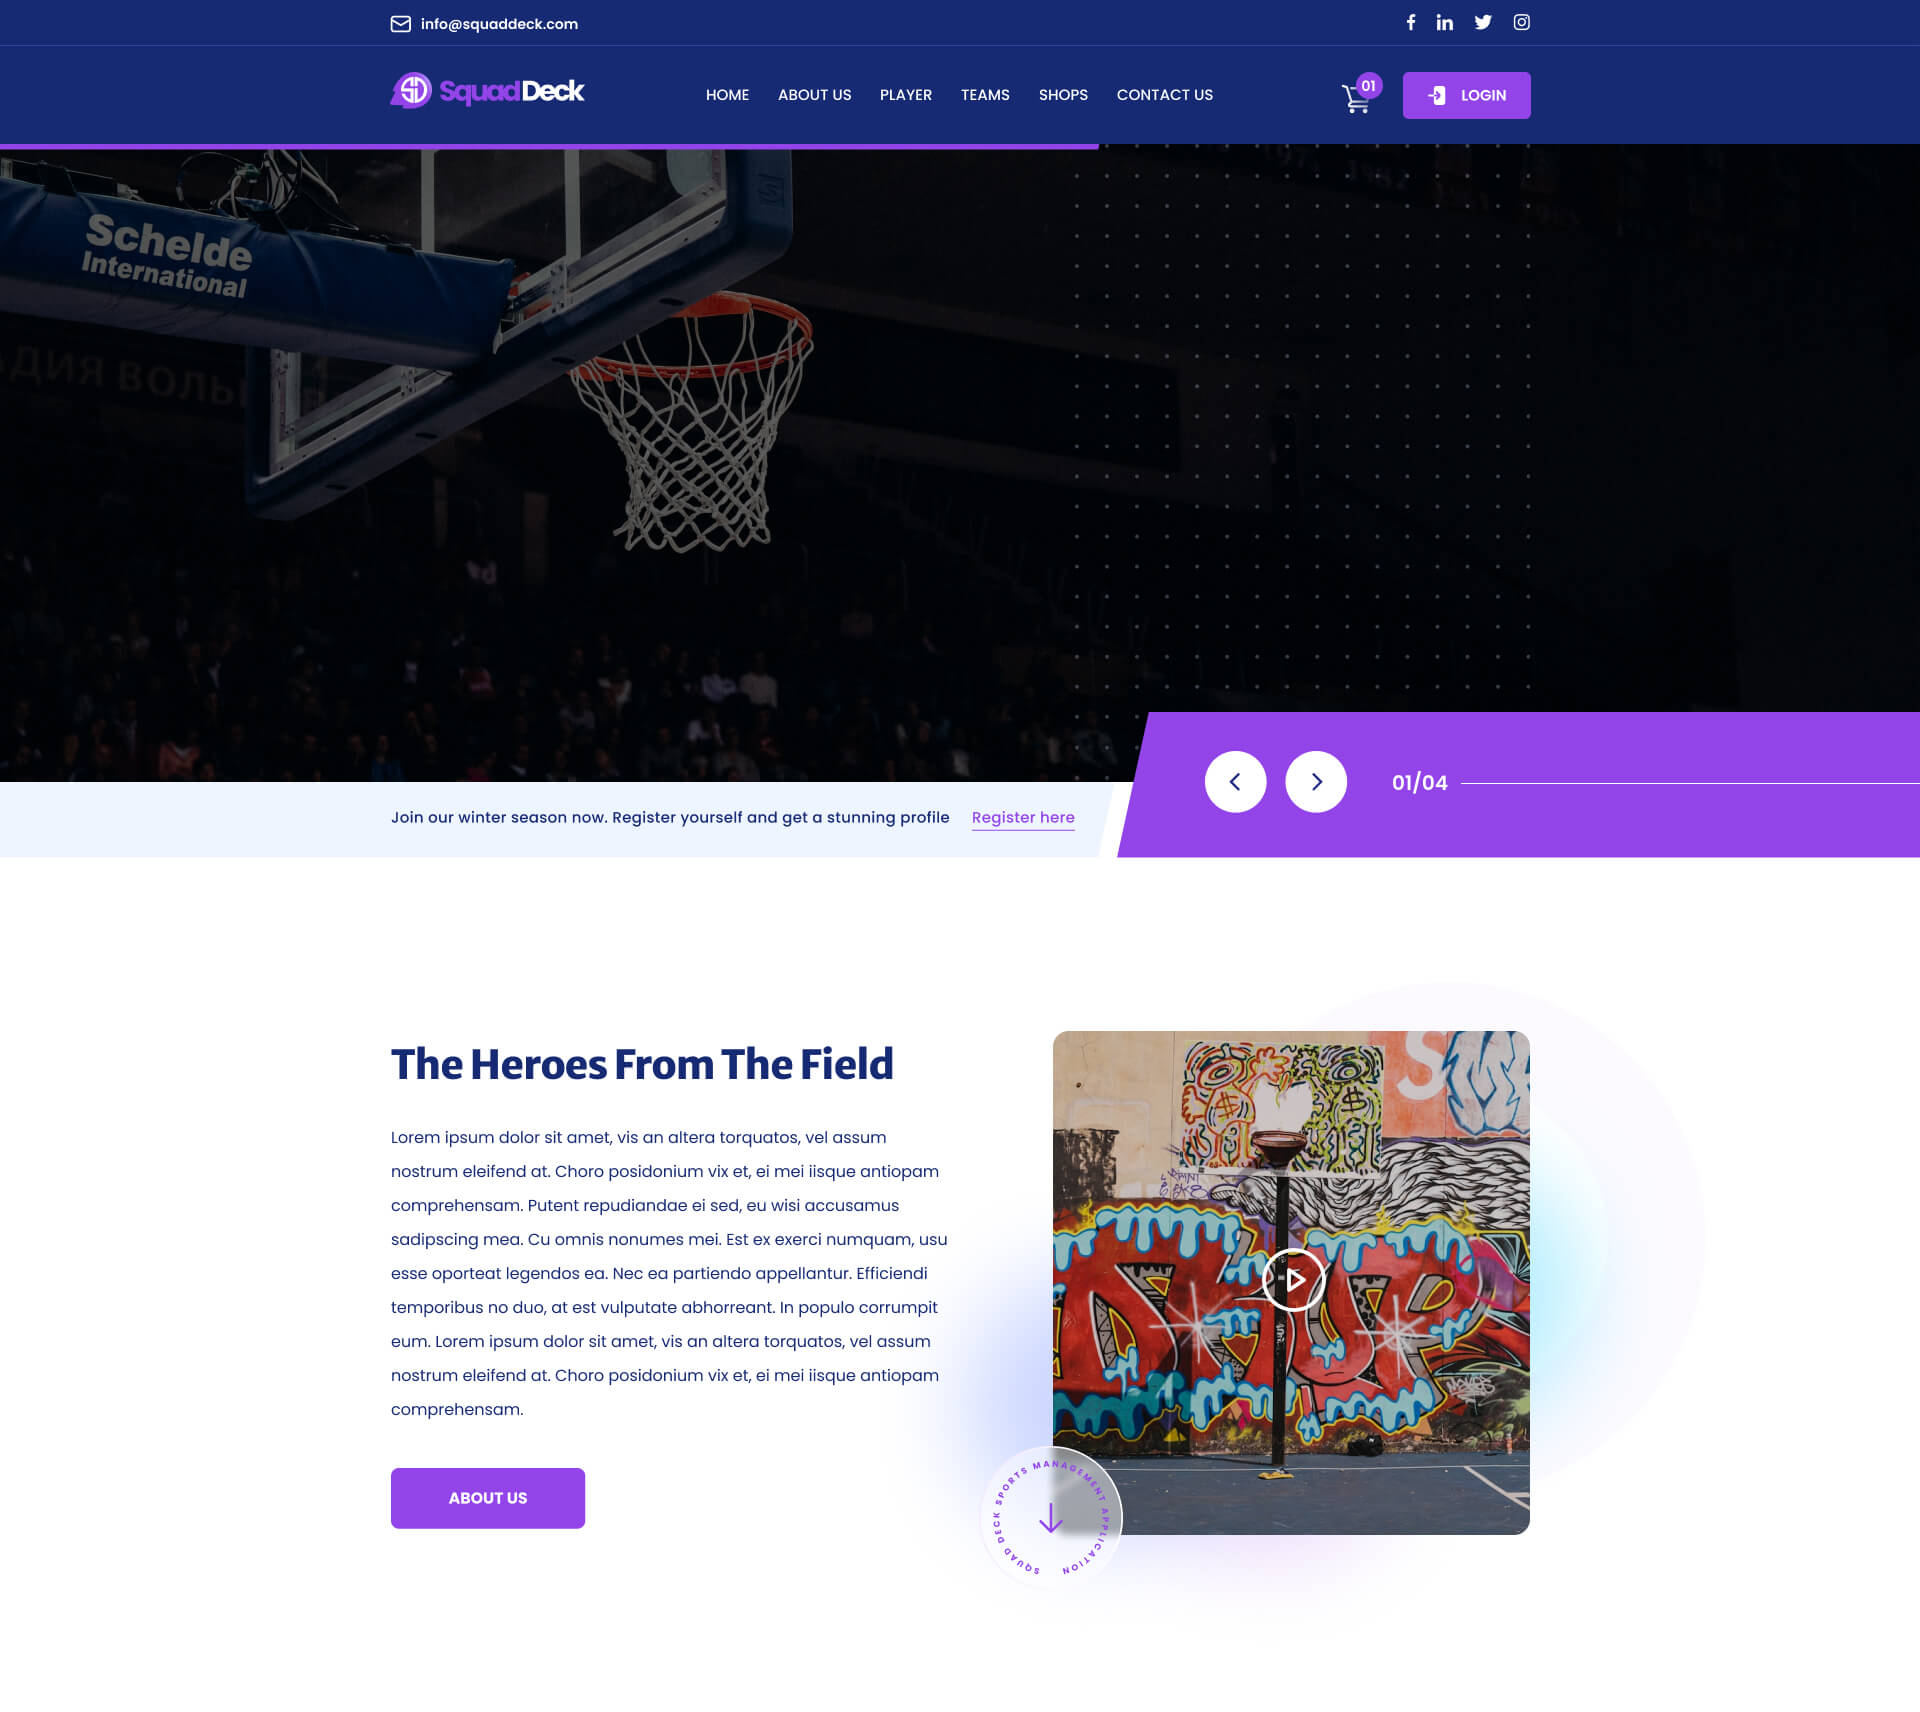 info@squaddeck.com
SquadDeck
HOME ABOUT US PLAYER TEAMS SHOPS CONTACT US
01
LOGIN
Schelde
International
ДИЯ ВОЛЬ
01/04
Join our winter season now. Register yourself and get a stunning profile Register here
The Heroes From The Field
Lorem ipsum dolor sit amet, vis an altera torquatos, vel assum
nostrum eleifend at. Choro posidonium vix et, ei mei iisque antiopam
comprehensam. Putent repudiandae ei sed, eu wisi accusamus
sadipscing mea. Cu omnis nonumes mei. Est ex exerci numquam, usu
esse oporteat legendos ea. Nec ea partiendo appellantur. Efficiendi
temporibus no duo, at est vulputate abhorreant. In populo corrumpit
eum. Lorem ipsum dolor sit amet, vis an altera torquatos, vel assum
nostrum eleifend at. Choro posidonium vix et, ei mei iisque antiopam
comprehensam.
ABOUT US
SQUAD DECK SPORTS MANAGEMENT APPLICATION